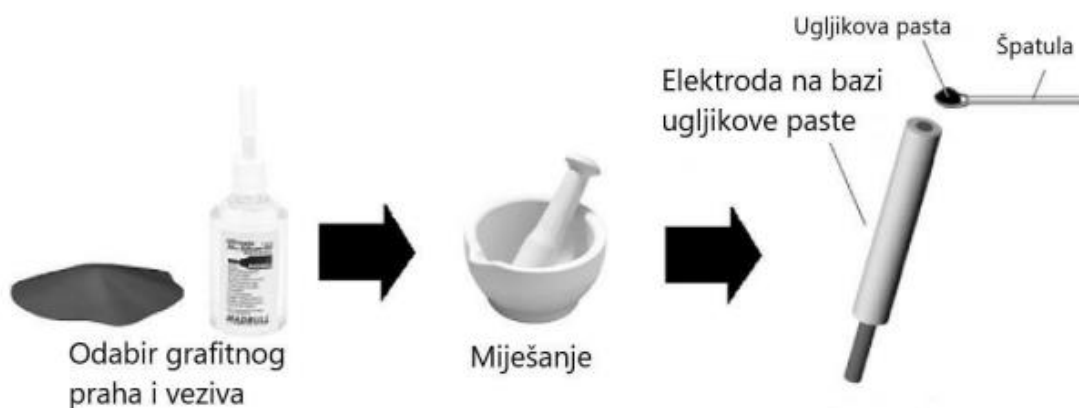 Ugljikova pasta
Špatula
Elektroda na bazi
ugljikove paste
Odabir grafitnog
praha i veziva
Miješanje